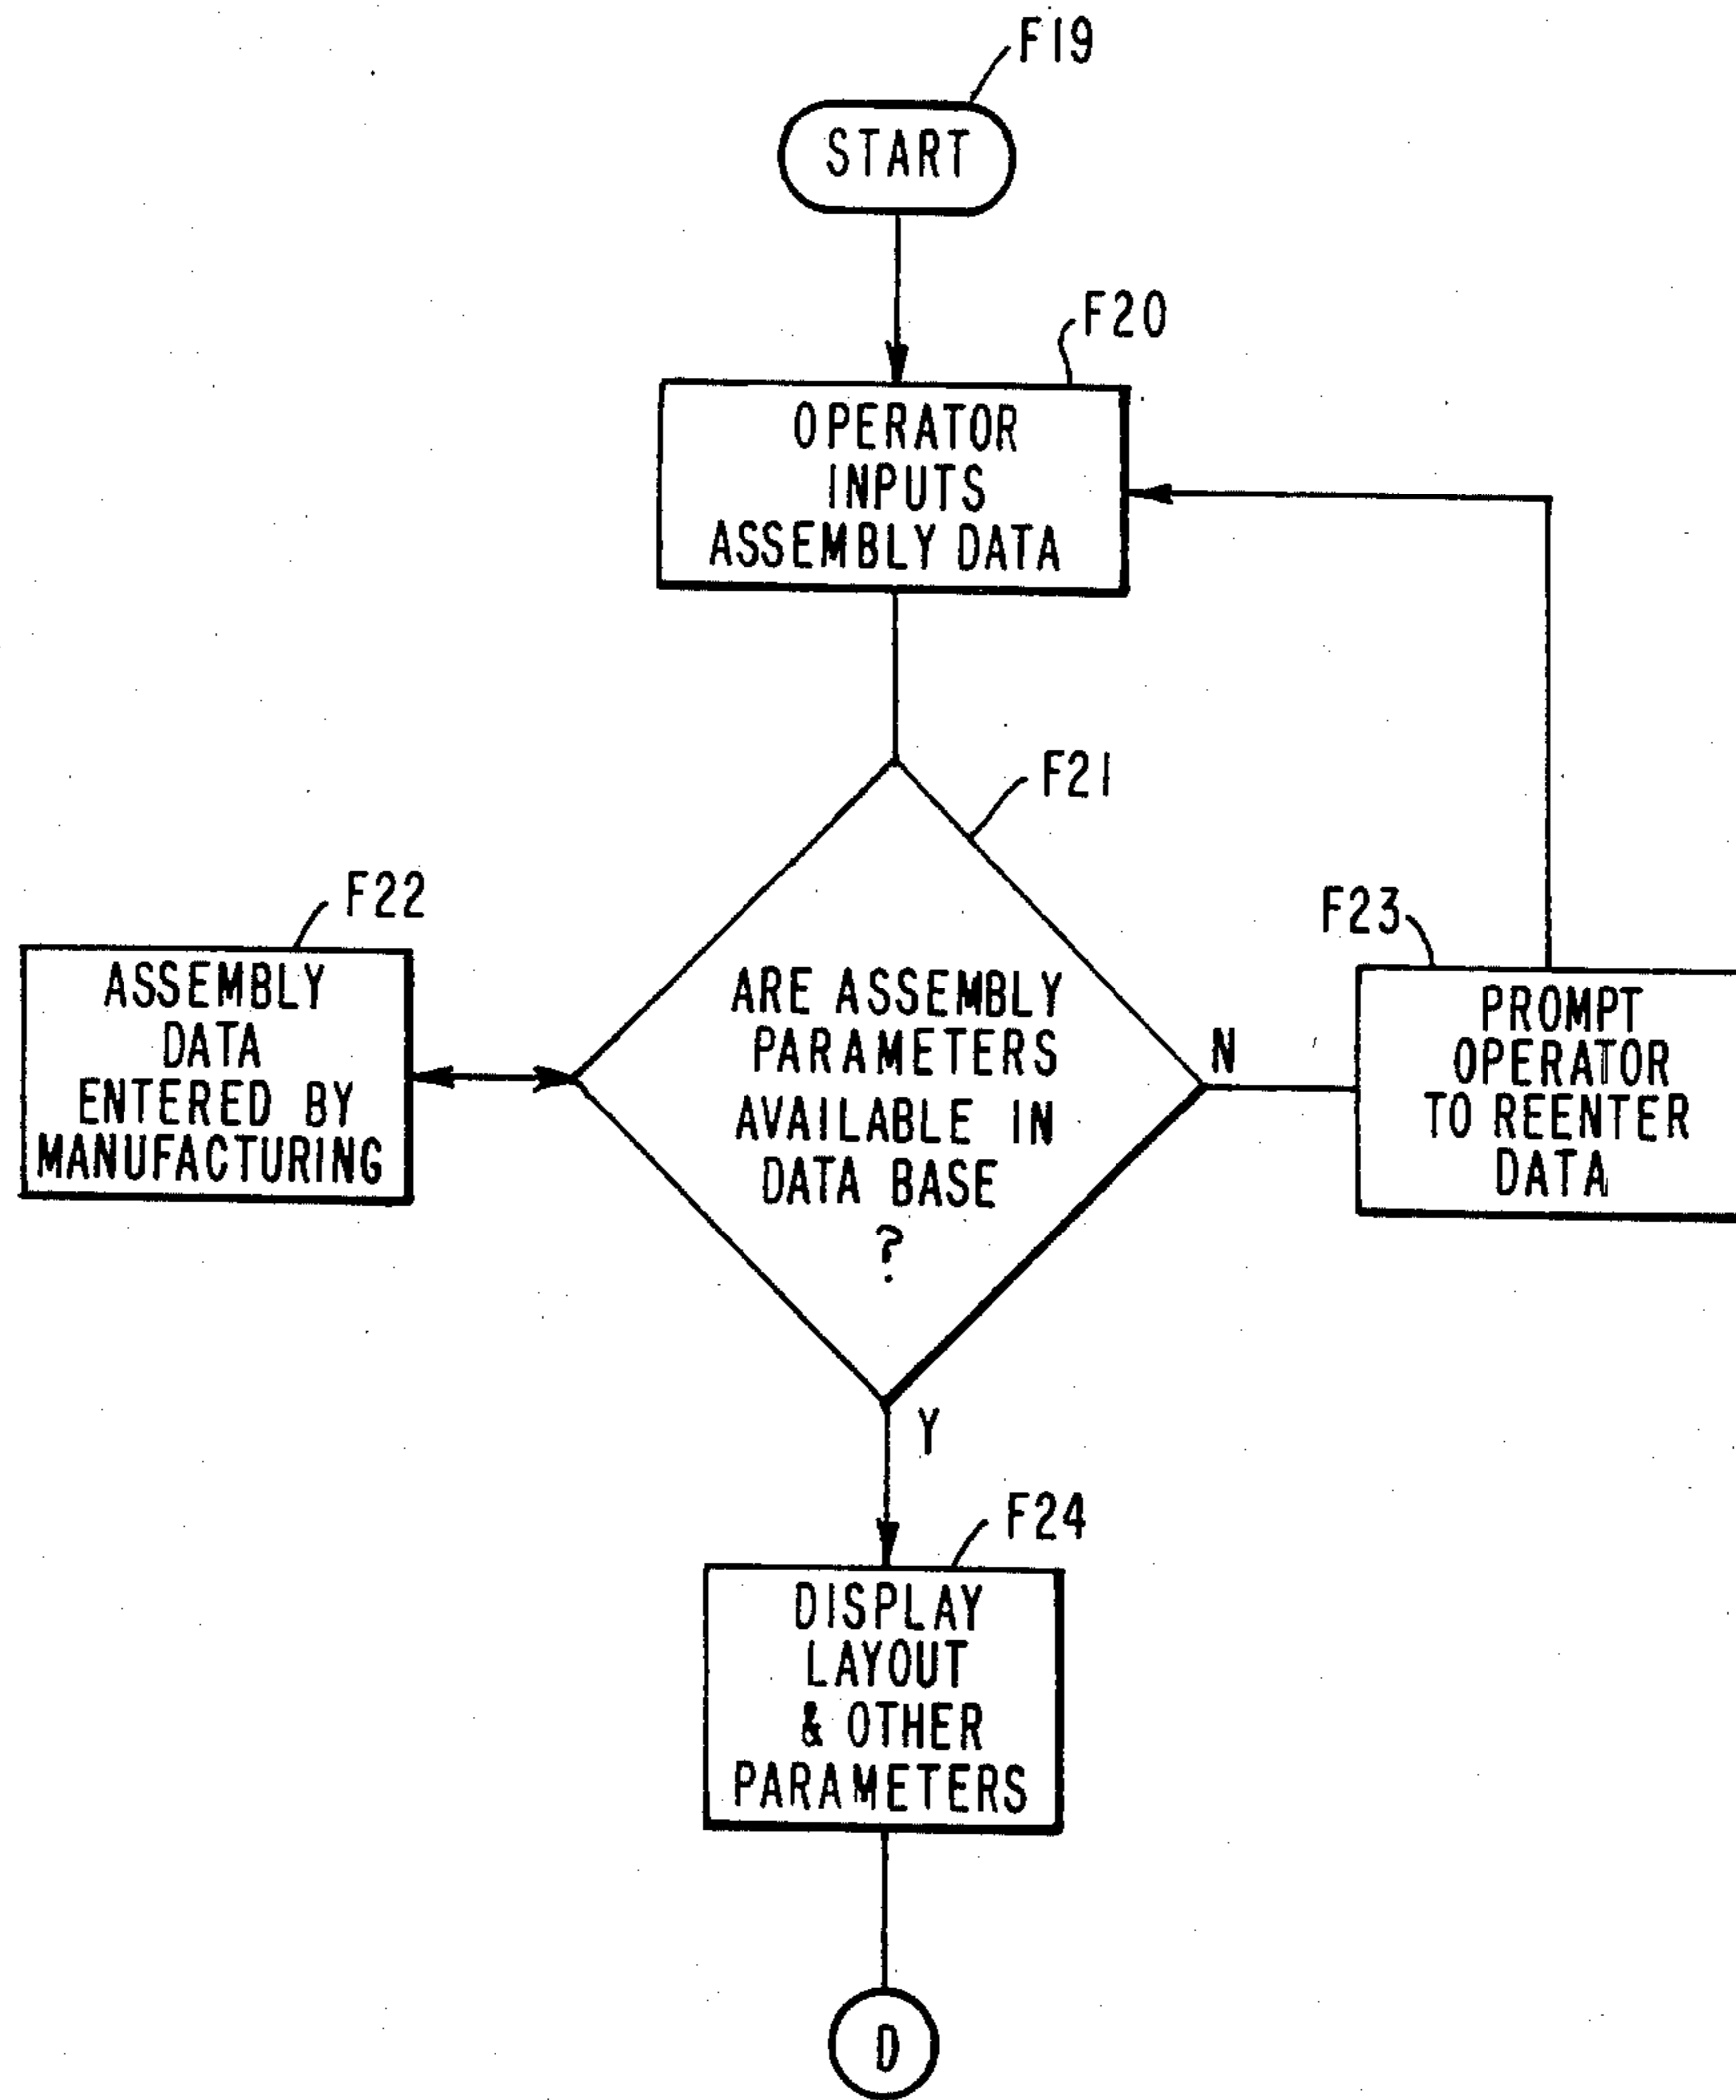 F19
START
F20
OPERATOR
INPUTS
ASSEMBLY DATA
F21
F22
ASSEMBLY
DATA
ENTERED BY
MANUFACTURING
ARE ASSEMBLY
PARAMETERS
AVAILABLE IN
DATA BASE
?
N
F23
PROMPT
OPERATOR
TO REENTER
DATA
Y
F24
DISPLAY
LAYOUT
& OTHER
PARAMETERS
D